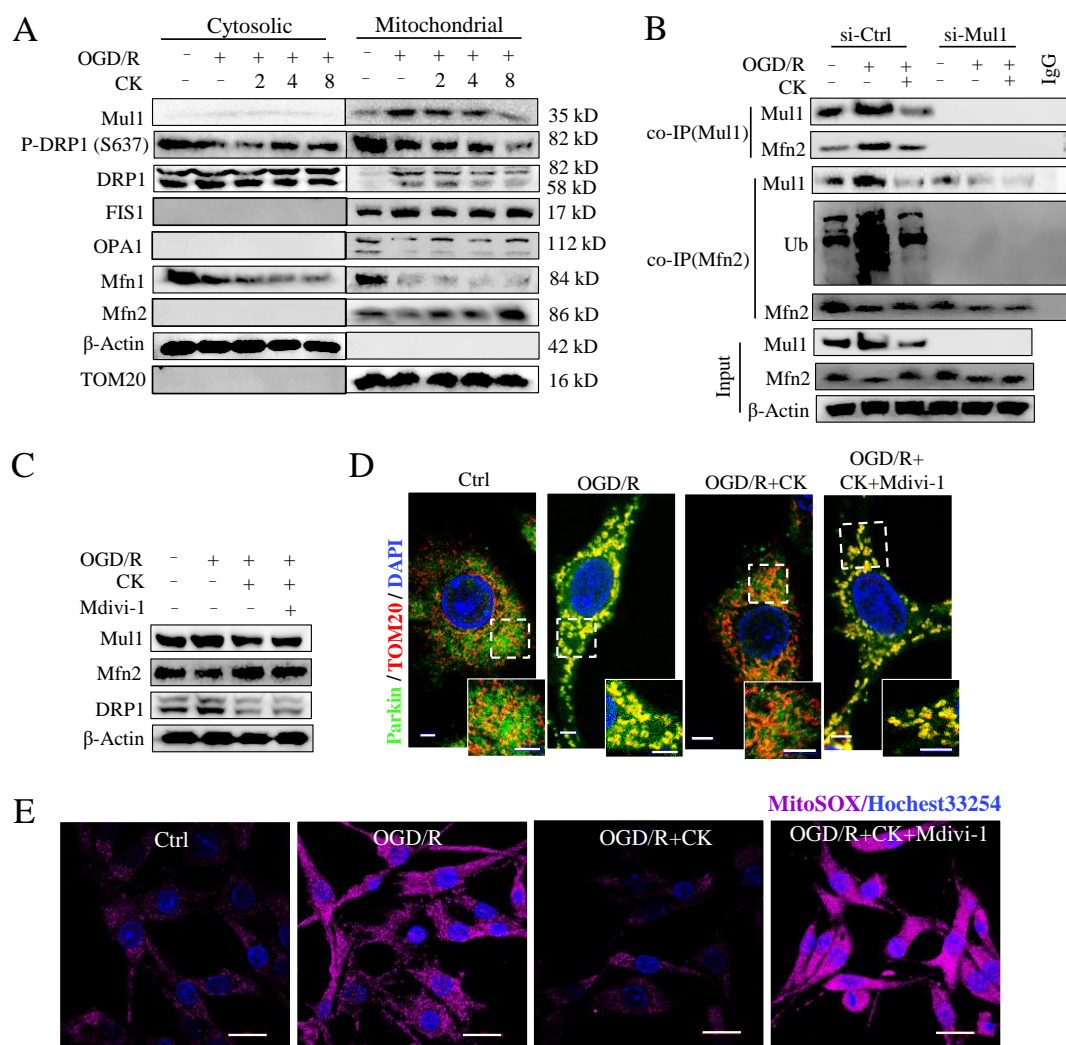 A
Cytosolic Mitochondrial
OGD/R - + + + + - + + + +
CK - - 2 4 8 - - 2 4 8
Mul1 35 kD
P-DRP1 (S637) 82 kD
DRP1 82 kD
58 kD
FIS1 17 kD
OPA1 112 kD
Mfn1 84 kD
Mfn2 86 kD
β-Actin 42 kD
TOM20 16 kD
B
si-Ctrl si-Mul1 IgG
OGD/R - + + - + +
CK - - + - - +
co-IP(Mul1)
Mul1
Mfn2
co-IP(Mfn2)
Mul1
Ub
Mfn2
Input
Mul1
Mfn2
β-Actin
C
OGD/R - + + +
CK - - + +
Mdivi-1 - - - +
Mul1
Mfn2
DRP1
β-Actin
D
Ctrl OGD/R OGD/R+CK OGD/R+
CK+Mdivi-1
Parkin / TOM20 / DAPI
E
MitoSOX/Hochest33254
Ctrl OGD/R OGD/R+CK OGD/R+CK+Mdivi-1